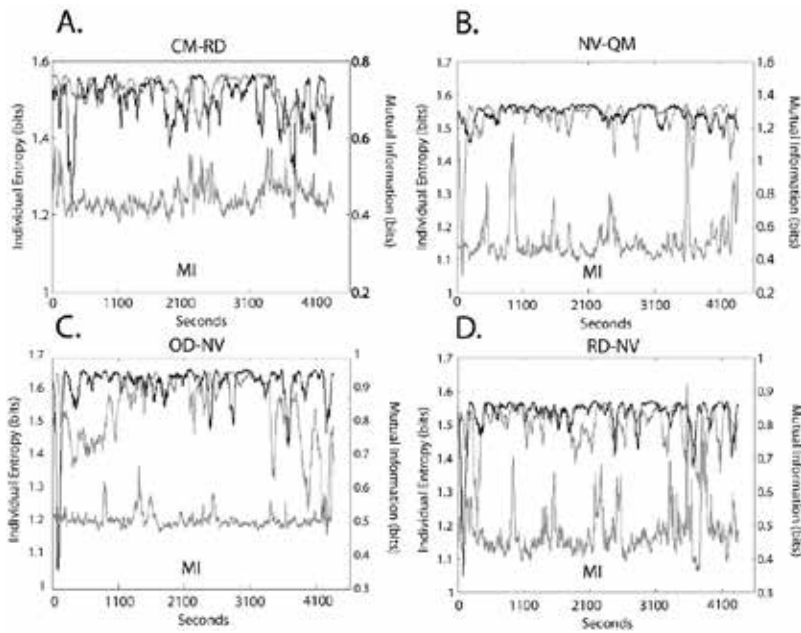 A.
CM-RD
1.6
1.4
1.2
1
Individual Entropy (bits)
0.8
0.6
0.4
0.2
Mutual Information (bits)
MI
0 1100 2100 3100 4100
Seconds
B.
NV-QM
1.7
1.6
1.5
1.4
1.3
1.2
1.1
1
Individual Entropy (bits)
1.6
1.4
1.2
1
0.8
0.6
0.4
0.2
Mutual Information (bits)
MI
0 1100 2100 3100 4100
Seconds
C.
OD-NV
1.7
1.6
1.5
1.4
1.3
1.2
1.1
1
Individual Entropy (bits)
1
0.9
0.8
0.7
0.6
0.5
0.4
0.3
Mutual Information (bits)
MI
0 1100 2100 3100 4100
D.
RD-NV
1.7
1.6
1.5
1.4
1.3
1.2
1.1
1
Individual Entropy (bits)
1
0.9
0.8
0.7
0.6
0.5
0.4
0.3
Mutual Information (bits)
MI
0 1100 2100 3100 4100